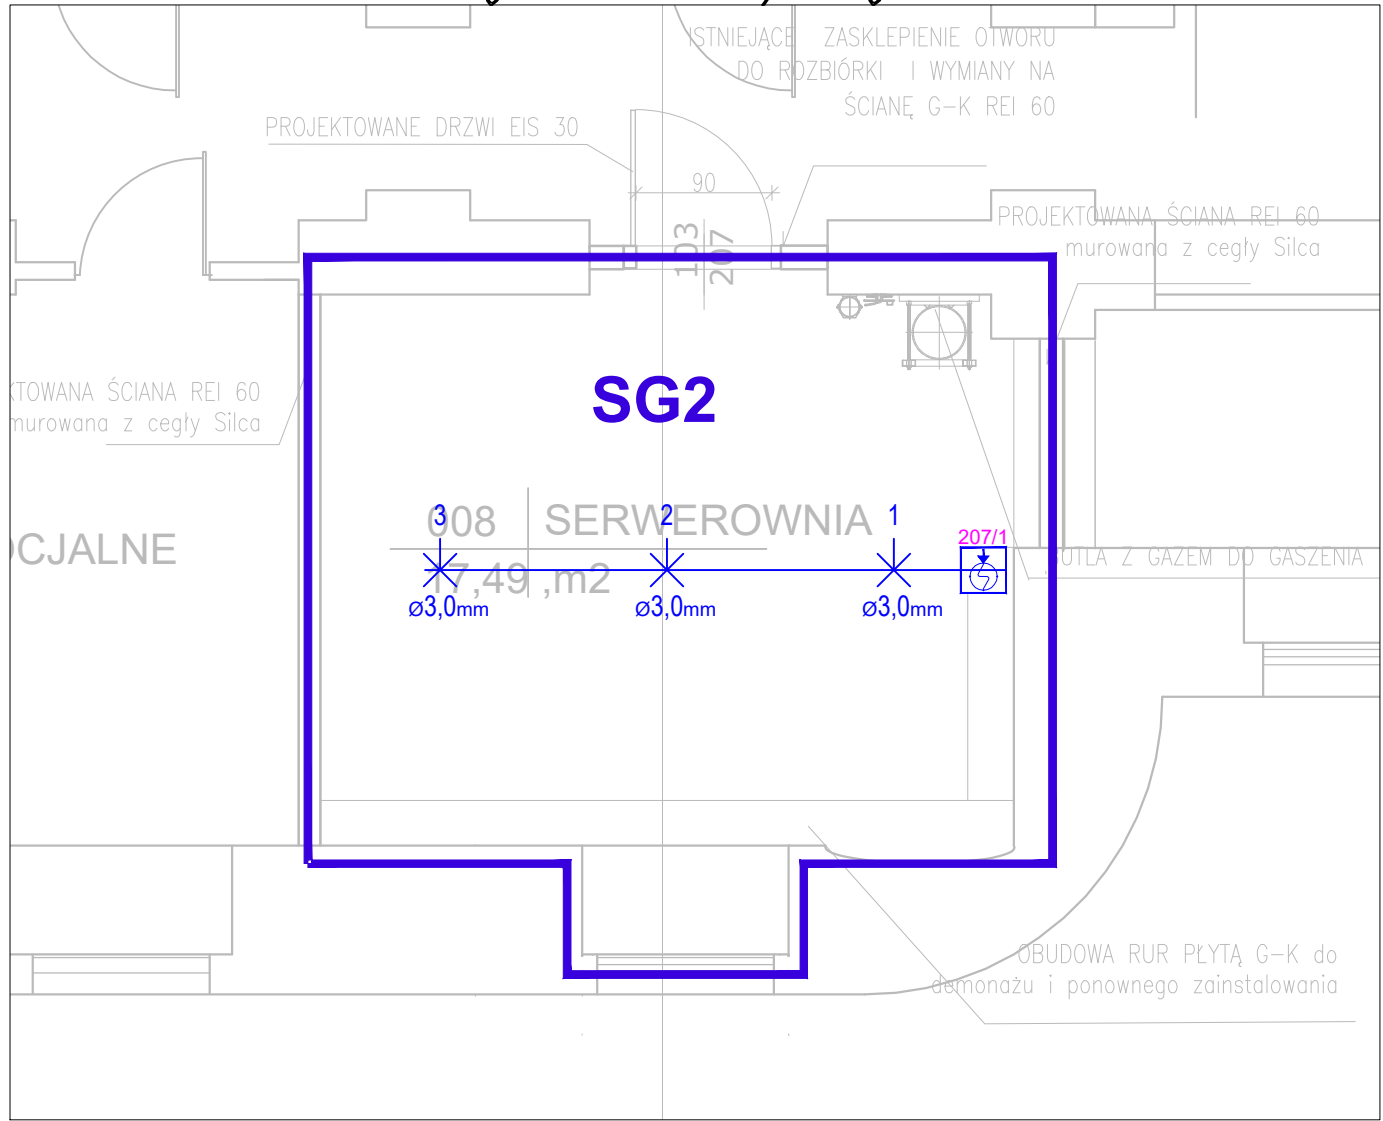 ISTNIEJĄCE ZASKLEPIENIE OTWORU
DO ROZBIÓRKI I WYMIANY NA
ŚCIANĘ G-K REI 60
PROJEKTOWANE DRZWI EIS 30
90
103
207
PROJEKTOWANA ŚCIANA REI 60
murowana z cegły Silca
KTOWANA ŚCIANA REI 60
murowana z cegły Silca
SG2
3
2
1
008 SERWEROWNIA
17,49 ,m2
207/1
OCJALNE
BUTLA Z GAZEM DO GASZENIA
Ø3,0mm
Ø3,0mm
Ø3,0mm
OBUDOWA RUR PŁYTĄ G-K do
demonażu i ponownego zainstalowania